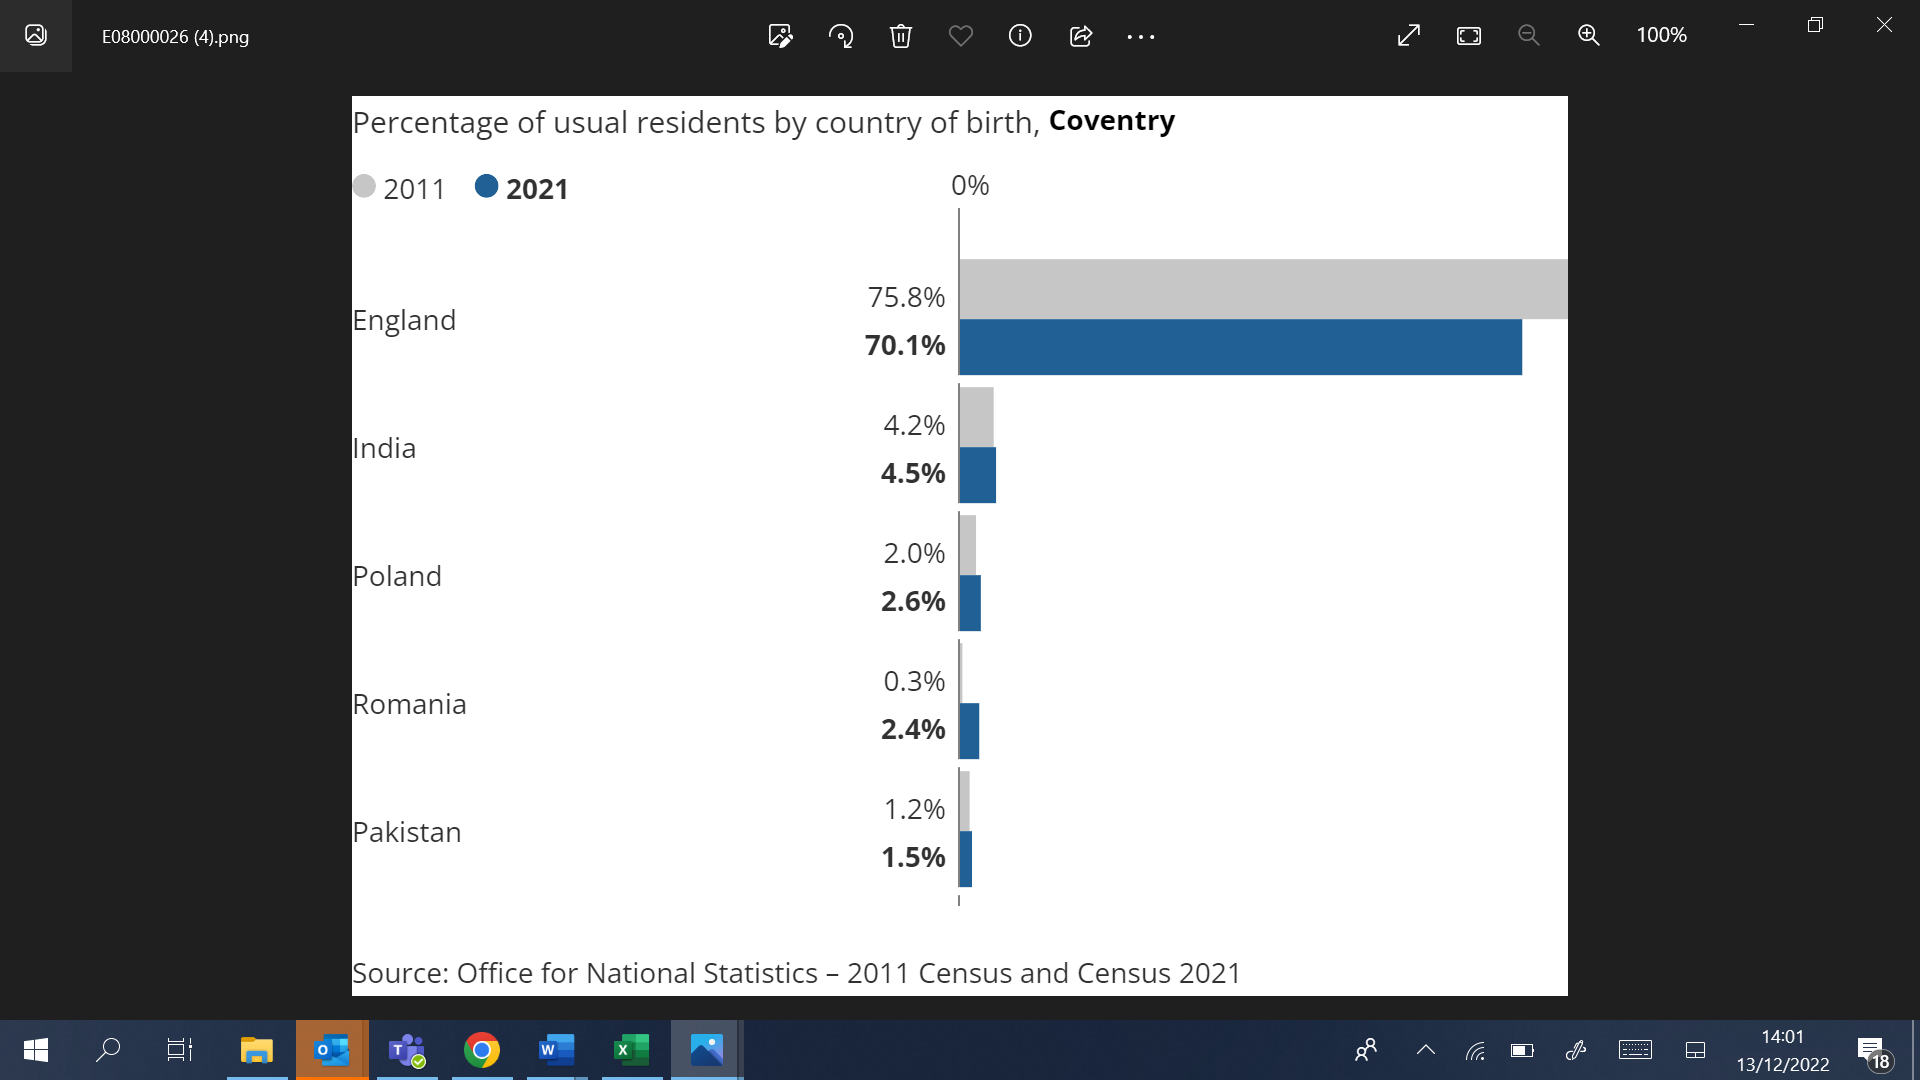 E08000026 (4).png
100%
Percentage of usual residents by country of birth, Coventry
2011 2021
0%
England
75.8%
70.1%
India
4.2%
4.5%
Poland
2.0%
2.6%
Romania
0.3%
2.4%
Pakistan
1.2%
1.5%
Source: Office for National Statistics – 2011 Census and Census 2021
14:01
13/12/2022
18